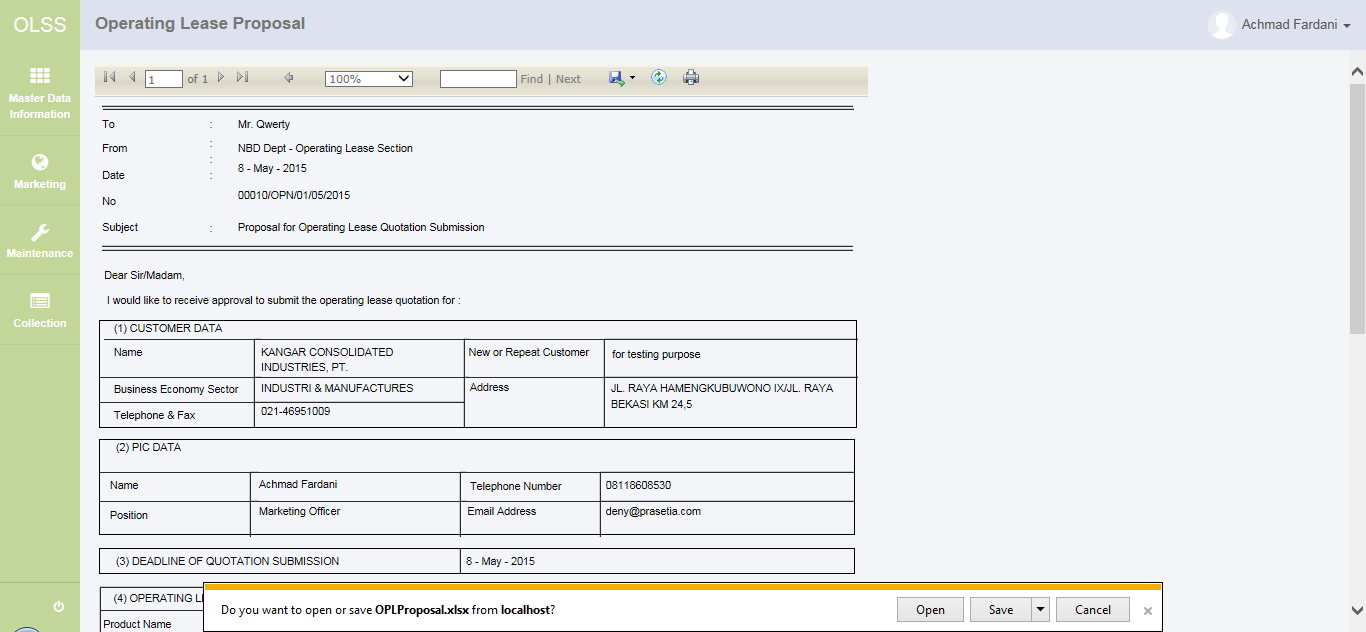 OLSS
Operating Lease Proposal
Achmad Fardani
Master Data
Information
Marketing
Maintenance
Collection
1 of 1 100% Find | Next
To : Mr. Qwerty
From : NBD Dept - Operating Lease Section
:
Date : 8 - May - 2015
No 00010/OPN/01/05/2015
Subject : Proposal for Operating Lease Quotation Submission
Dear Sir/Madam,
I would like to receive approval to submit the operating lease quotation for :
(1) CUSTOMER DATA
Name KANGAR CONSOLIDATED New or Repeat Customer for testing purpose
INDUSTRIES, PT.
Business Economy Sector INDUSTRI & MANUFACTURES Address JL. RAYA HAMENGKUBUWONO IX/JL. RAYA
BEKASI KM 24,5
Telephone & Fax 021-46951009
(2) PIC DATA
Name Achmad Fardani Telephone Number 08118608530
Position Marketing Officer Email Address deny@prasetia.com
(3) DEADLINE OF QUOTATION SUBMISSION 8 - May - 2015
(4) OPERATING
Product Name
Do you want to open or save OPLProposal.xlsx from localhost?
Open Save Cancel ×